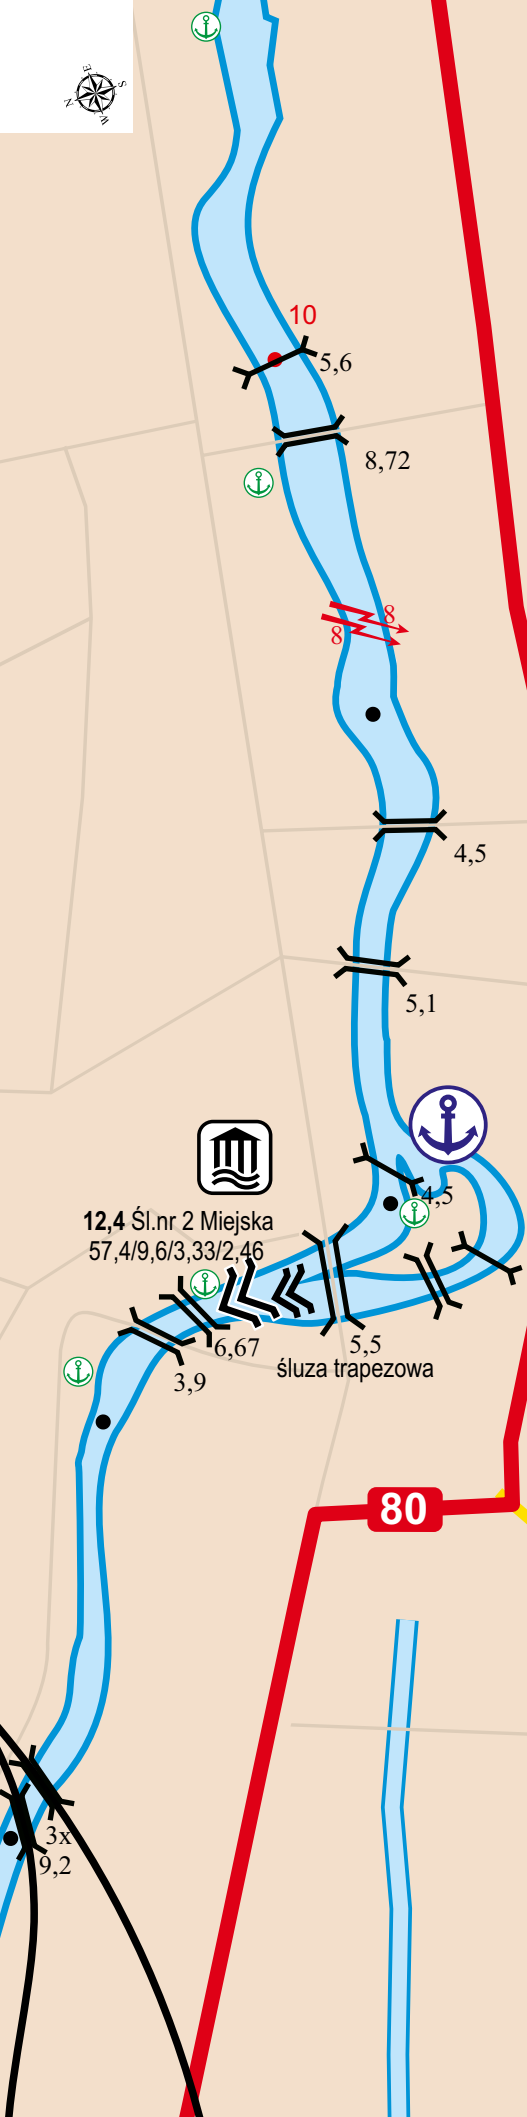 E
S
N
W
10
5,6
8,72
8
8
4,5
5,1
4,5
12,4 Śl.nr 2 Miejska
57,4/9,6/3,33/2,46
6,67
5,5
śluza trapezowa
3,9
80
3x
9,2